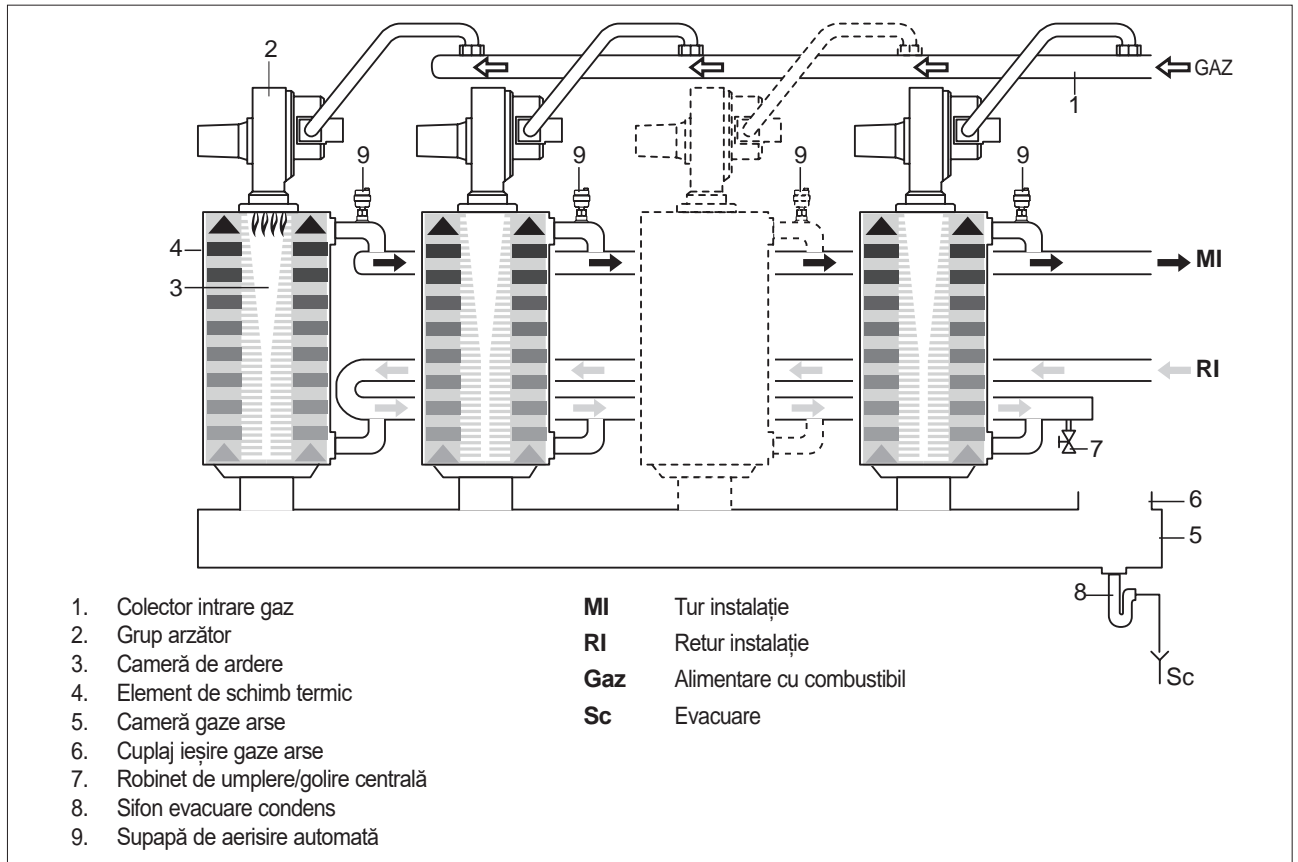 2
GAZ
1
9
9
9
9
4
MI
3
RI
7
6
5
8
Sc
1. Colector intrare gaz
2. Grup arzător
3. Cameră de ardere
4. Element de schimb termic
5. Cameră gaze arse
6. Cuplaj ieșire gaze arse
7. Robinet de umplere/golire centrală
8. Sifon evacuare condens
9. Supapă de aerisire automată
MI Tur instalație
RI Retur instalație
Gaz Alimentare cu combustibil
Sc Evacuare